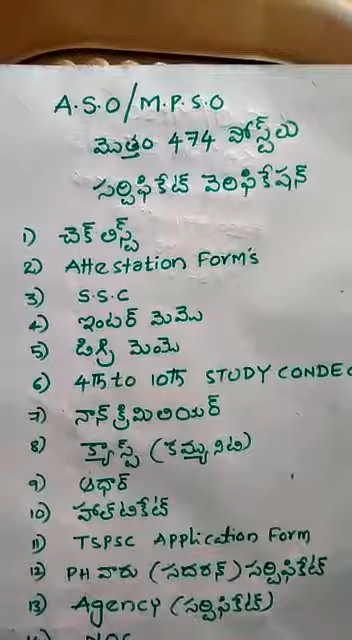 A.S.O/M.P.S.O
మొత్తం 474 పోస్ట్‌లు
సర్టిఫికేట్ వెరిఫికేషన్
1) చెక్ లిస్ట్
2) Attestation Form's
3) S.S.C
4) ఇంటర్ మెమొ
5) డిగ్రి మెమొ
6) 4th to 10th STUDY CONDEC
7) నాన్ క్రిమిలియర్
8) క్యాస్ట్ (కమ్యునిటి)
9) ఆధార్
10) హాల్ టికెట్
11) TSPSC Application Form
12) PH వారు (సదరన్) సర్టిఫికేట్
13) Agency (సర్టిఫికేట్)